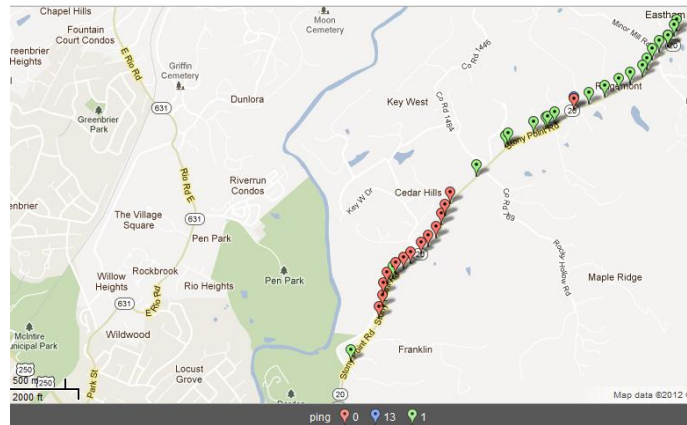 Chapel Hills
Moon
Cemetery
Eastham
Fountain
Court Condos
E Rio Rd
Minor Mill Rd
20
reenbrier
Heights
Griffin
Cemetery
Co Rd 1446
631
Dunlora
Key West
Greenbrier
Park
20
Co Rd 1484
Stony Point Rd
Rio Rd E
Riverrun
Condos
Key W Dr
Cedar Hills
enbrier
The Village
Square
631
Pen Park
20
Rocky Hollow Rd
Maple Ridge
Willow
Heights
Rockbrook
Rio Heights
Pen Park
631
E Rio Rd
Wildwood
Stony Point Rd
Franklin
McIntire
unicipal Park
Park St
Locust
Grove
250
250
500 m
2000 ft
20
Map data ©2012
ping 0 13 1